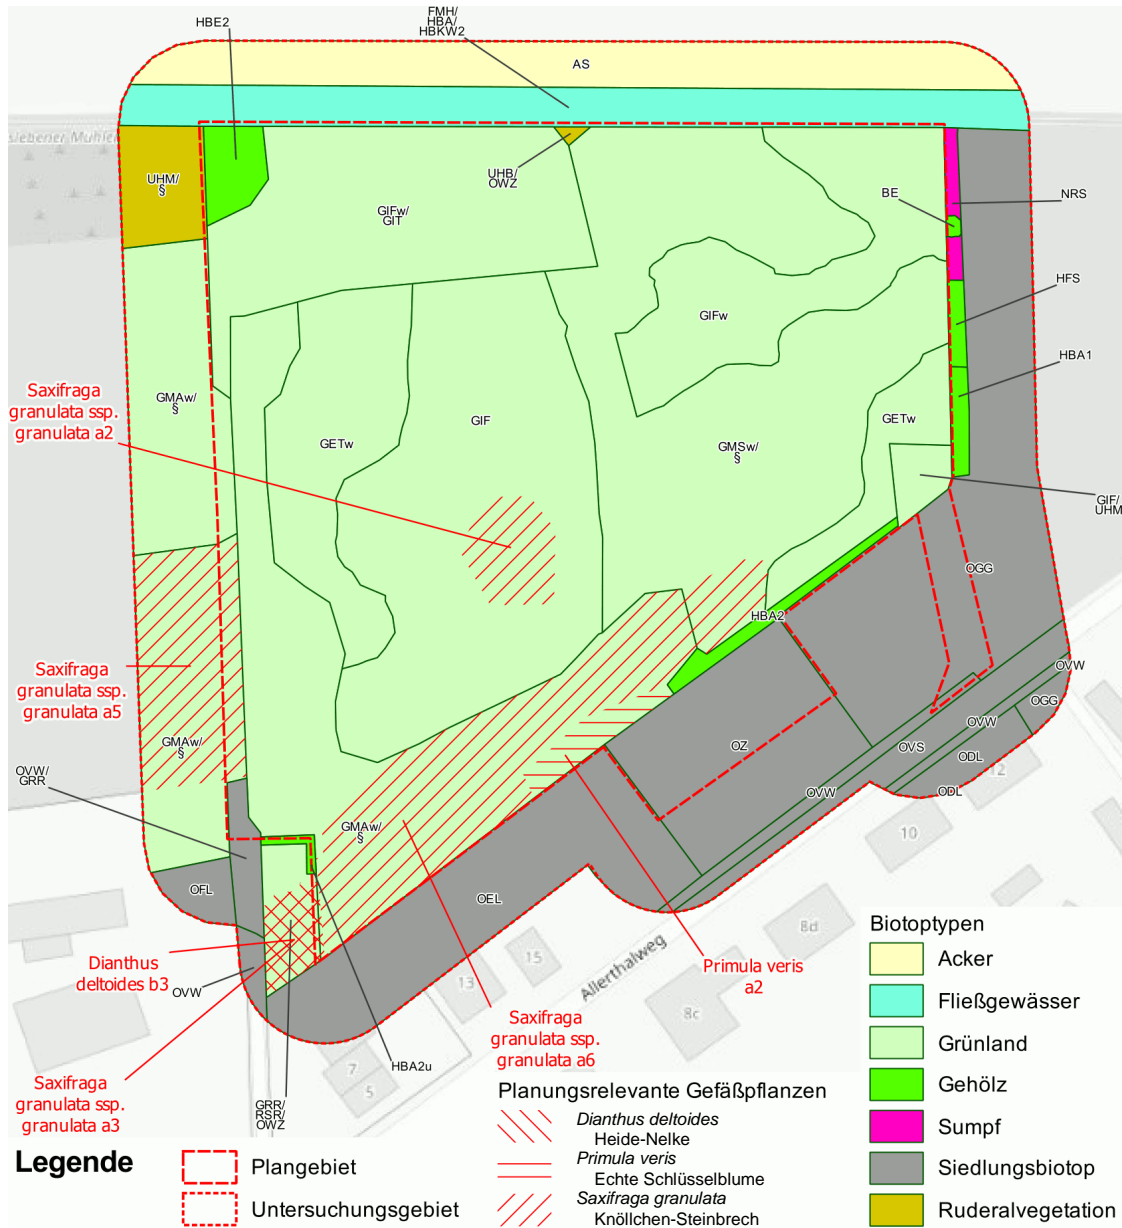 HBE2
FMH/
HBA/
HBKW2
AS
slebener Mühle
UHM/
§
UHB/
OWZ
GIFw/
GIT
BE
NRS
HFS
HBA1
GIFw
Saxifraga
granulata ssp.
granulata a2
GMAw/
§
GETw
GIF
GMSw/
§
GETw
GIF/
UHM
OGG
HBA2
Saxifraga
granulata ssp.
granulata a5
GMAw/
§
OVW
OGG
OVW
OVS
OZ
ODL
12
ODL
OVW
OVW/
GRR
GMAw/
§
10
OFL
OEL
8d
Dianthus
deltoides b3
OVW
15
13
Allerthalweg
8c
Primula veris
a2
Saxifraga
granulata ssp.
granulata a6
HBA2u
7
5
Saxifraga
granulata ssp.
granulata a3
GRR/
RSR/
OWZ
Legende
Plangebiet
Untersuchungsgebiet
Planungsrelevante Gefäßpflanzen
Dianthus deltoides
Heide-Nelke
Primula veris
Echte Schlüsselblume
Saxifraga granulata
Knöllchen-Steinbrech
Biotoptypen
Acker
Fließgewässer
Grünland
Gehölz
Sumpf
Siedlungsbiotop
Ruderalvegetation